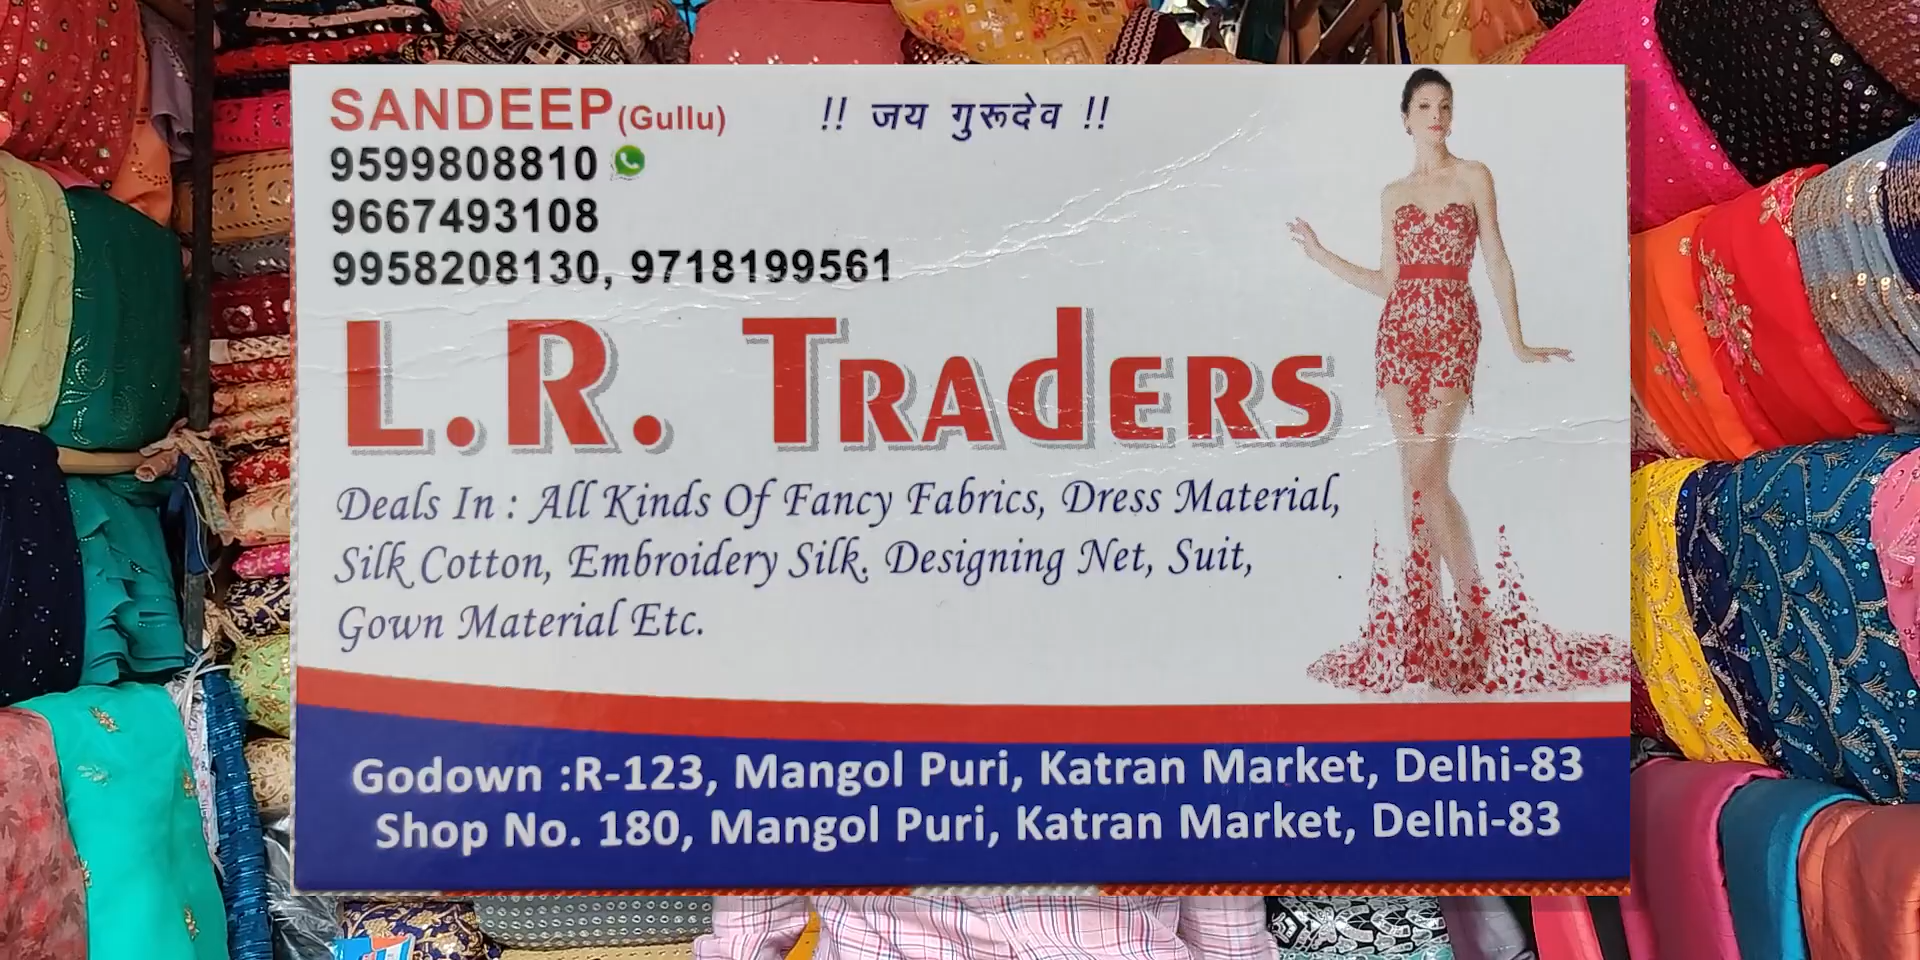 SANDEEP (Gullu)
!! जय गुरूदेव !!
9599808810
9667493108
9958208130, 9718199561
L.R. TRAdERS
Deals In : All Kinds Of Fancy Fabrics, Dress Material,
Silk Cotton, Embroidery Silk, Designing Net, Suit,
Gown Material Etc.
Godown :R-123, Mangol Puri, Katran Market, Delhi-83
Shop No. 180, Mangol Puri, Katran Market, Delhi-83